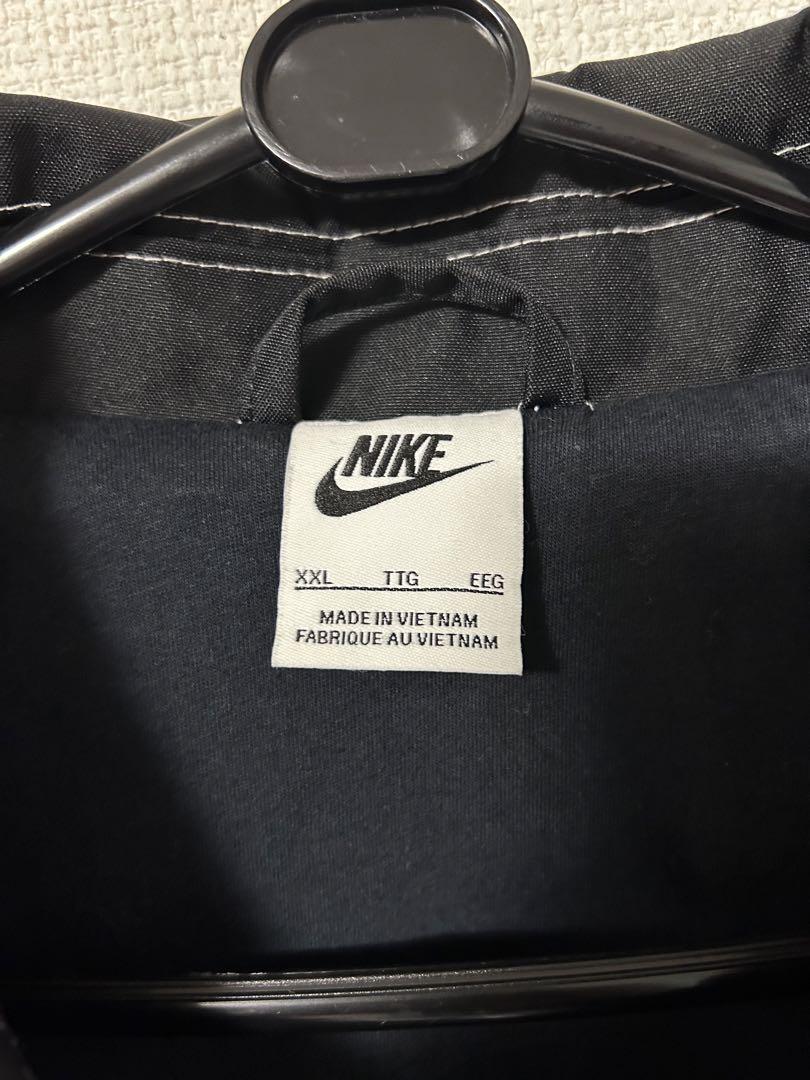 NIKE
XXL TTG EEG
MADE IN VIETNAM
FABRIQUE AU VIETNAM